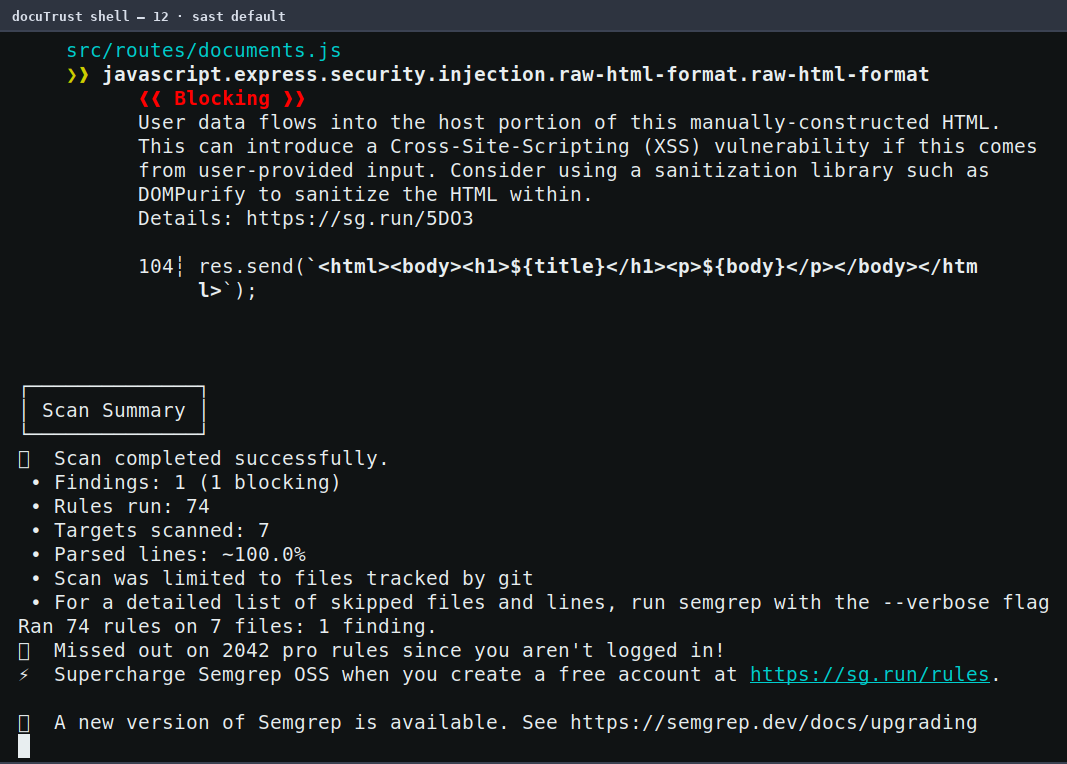 docuTrust shell — 12 · sast default
src/routes/documents.js
❯❱ javascript.express.security.injection.raw-html-format.raw-html-format
❰❰ Blocking ❱❱
User data flows into the host portion of this manually-constructed HTML.
This can introduce a Cross-Site-Scripting (XSS) vulnerability if this comes
from user-provided input. Consider using a sanitization library such as
DOMPurify to sanitize the HTML within.
Details: https://sg.run/5DO3
104┆ res.send(`<html><body><h1>${title}</h1><p>${body}</p></body></htm
l>`);
Scan Summary
Scan completed successfully.
• Findings: 1 (1 blocking)
• Rules run: 74
• Targets scanned: 7
• Parsed lines: ~100.0%
• Scan was limited to files tracked by git
• For a detailed list of skipped files and lines, run semgrep with the --verbose flag
Ran 74 rules on 7 files: 1 finding.
Missed out on 2042 pro rules since you aren't logged in!
⚡ Supercharge Semgrep OSS when you create a free account at https://sg.run/rules.
A new version of Semgrep is available. See https://semgrep.dev/docs/upgrading